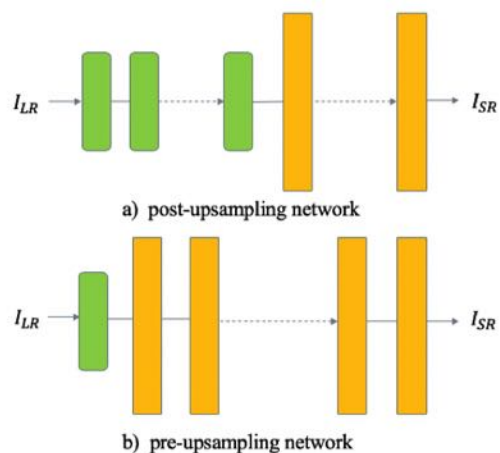 I_LR I_SR
a) post-upsampling network
I_LR I_SR
b) pre-upsampling network